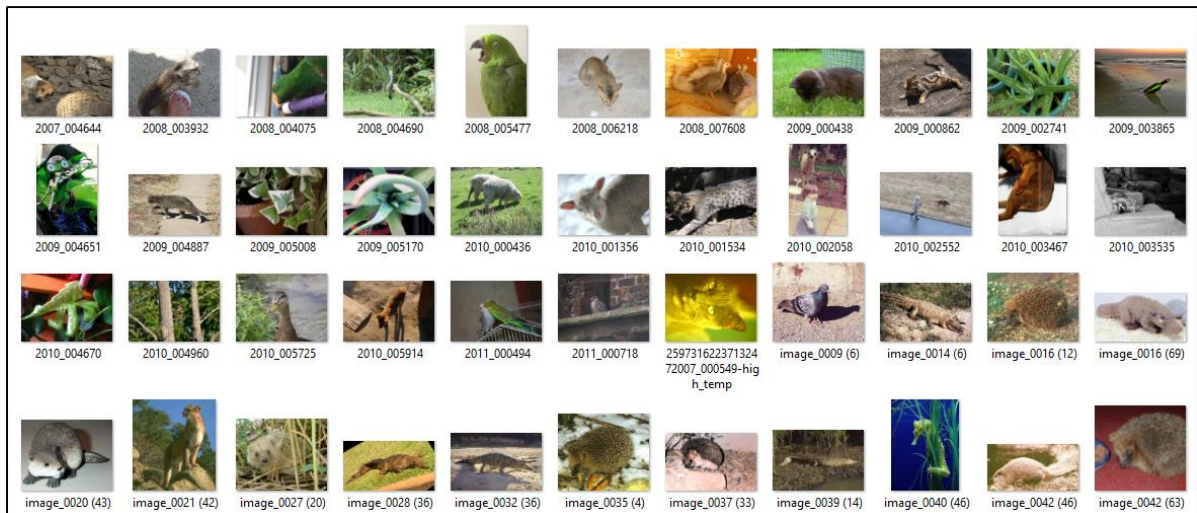 2007_004644
2008_003932
2008_004075
2008_004690
2008_005477
2008_006218
2008_007608
2009_000438
2009_000862
2009_002741
2009_003865
2009_004651
2009_004887
2009_005008
2009_005170
2010_000436
2010_001356
2010_001534
2010_002058
2010_002552
2010_003467
2010_003535
2010_004670
2010_004960
2010_005725
2010_005914
2011_000494
2011_000718
259731622371324
72007_000549-hig
h_temp
image_0009 (6)
image_0014 (6)
image_0016 (12)
image_0016 (69)
image_0020 (43)
image_0021 (42)
image_0027 (20)
image_0028 (36)
image_0032 (36)
image_0035 (4)
image_0037 (33)
image_0039 (14)
image_0040 (46)
image_0042 (46)
image_0042 (63)